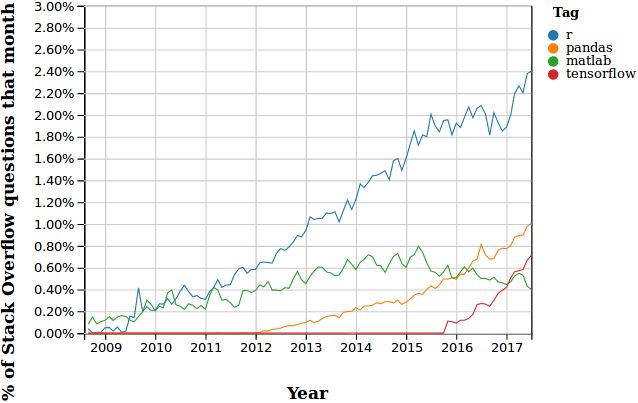 % of Stack Overflow questions that month
3.00%
2.80%
2.60%
2.40%
2.20%
2.00%
1.80%
1.60%
1.40%
1.20%
1.00%
0.80%
0.60%
0.40%
0.20%
0.00%
2009 2010 2011 2012 2013 2014 2015 2016 2017
Year
Tag
r
pandas
matlab
tensorflow